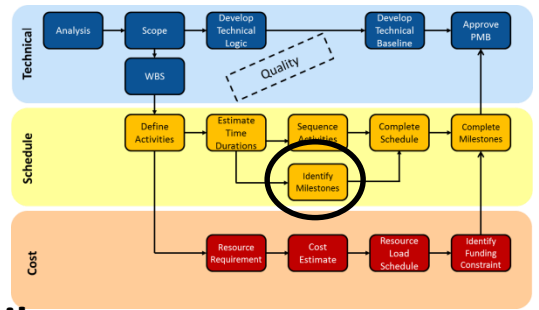 Technical
Analysis
Scope
Develop
Technical
Logic
Develop
Technical
Baseline
Approve
PMB
WBS
Quality
Schedule
Define
Activities
Estimate
Time
Durations
Sequence
Activities
Complete
Schedule
Complete
Milestones
Identify
Milestones
Cost
Resource
Requirement
Cost
Estimate
Resource
Load
Schedule
Identify
Funding
Constraint